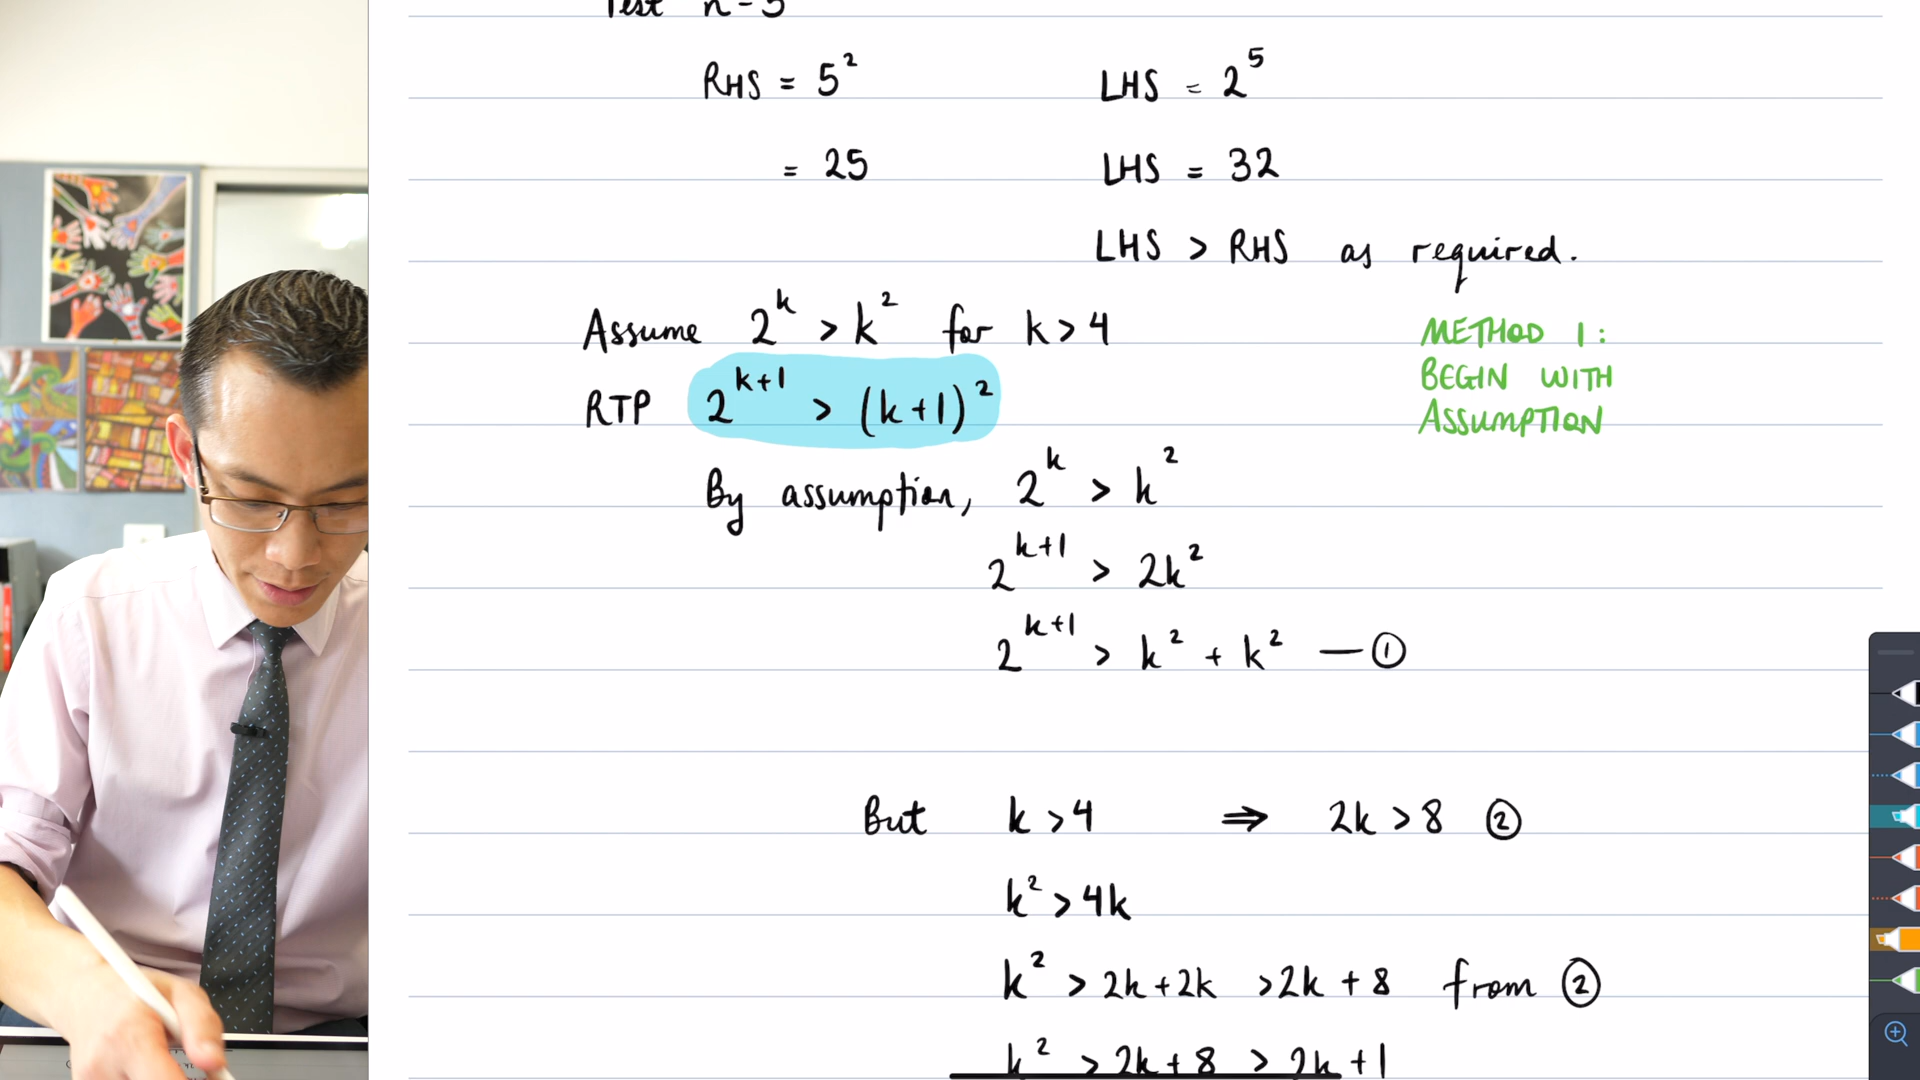 Test n = 5
RHS = 5² LHS = 2⁵
= 25 LHS = 32
LHS > RHS as required.
Assume 2ᵏ > k² for k > 4
RTP 2ᵏ⁺¹ > (k+1)²
METHOD 1:
BEGIN WITH
ASSUMPTION
By assumption, 2ᵏ > k²
2ᵏ⁺¹ > 2k²
2ᵏ⁺¹ > k² + k² — ①
But k > 4 ⇒ 2k > 8 ②
k² > 4k
k² > 2k + 2k > 2k + 8 from ②
k² > 2k + 8 > 2k + 1